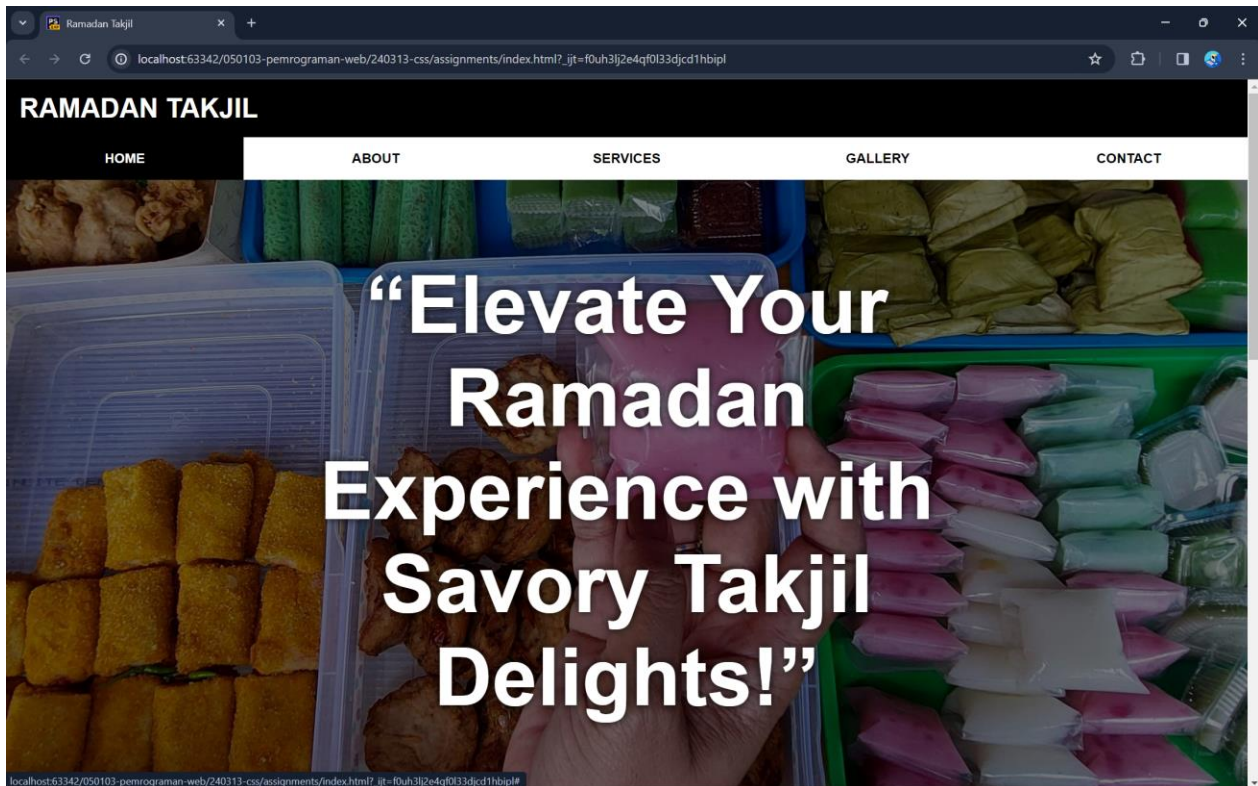 Ramadan Takjil
localhost:63342/050103-pemrograman-web/240313-css/assignments/index.html?_ijt=f0uh3lj2e4qf0l33djcd1hbipl
RAMADAN TAKJIL
HOME ABOUT SERVICES GALLERY CONTACT
“Elevate Your
Ramadan
Experience with
Savory Takjil
Delights!”
localhost:63342/050103-pemrograman-web/240313-css/assignments/index.html?_ijt=f0uh3lj2e4qf0l33djcd1hbipl#